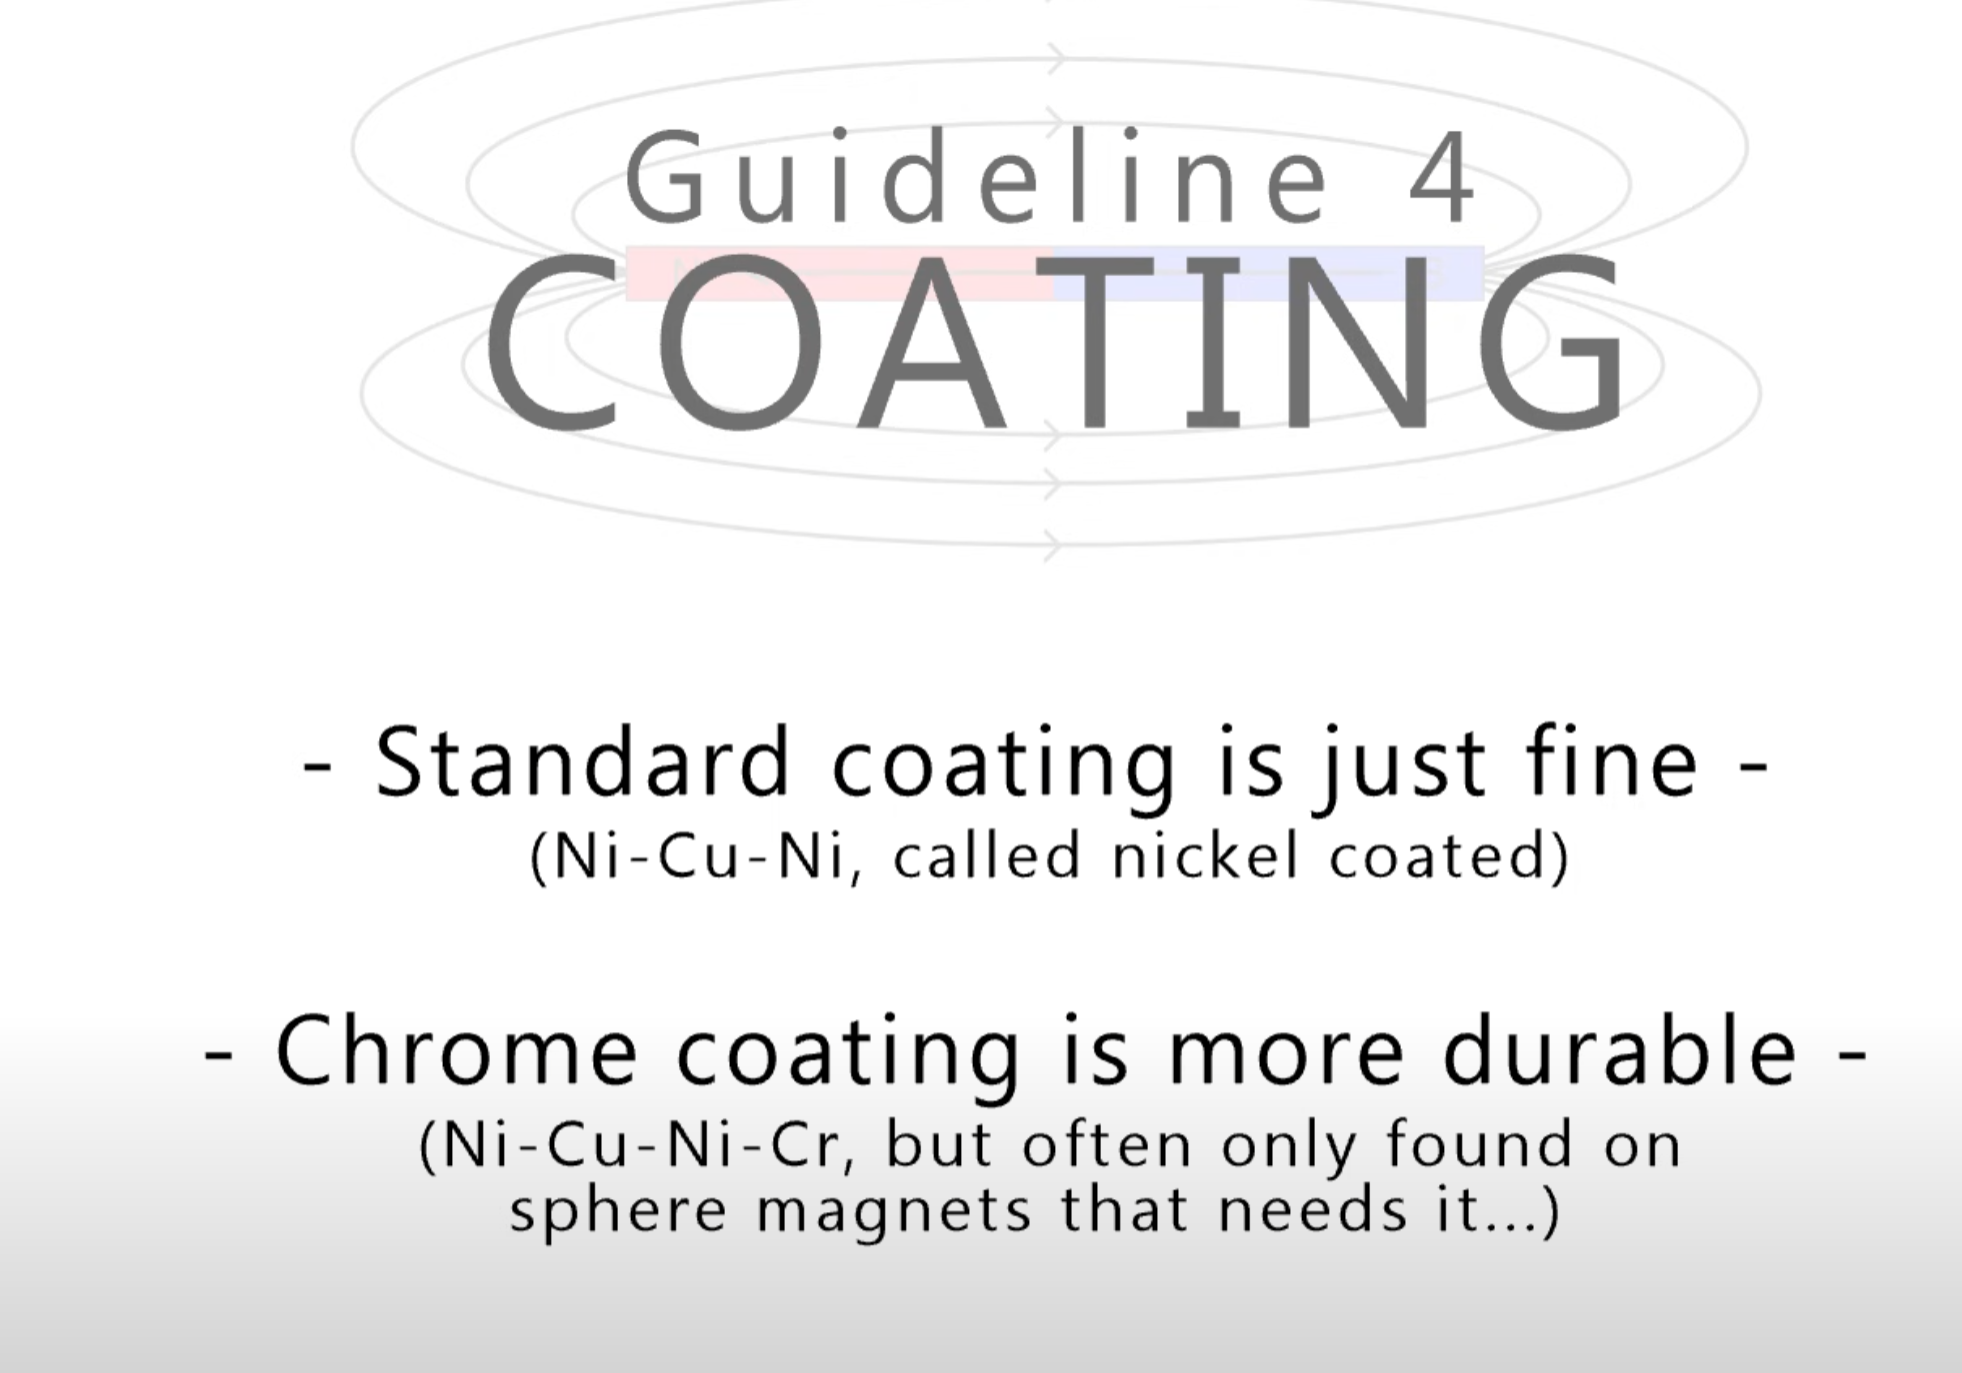 Guideline 4
COATING
- Standard coating is just fine -
(Ni-Cu-Ni, called nickel coated)
- Chrome coating is more durable -
(Ni-Cu-Ni-Cr, but often only found on
sphere magnets that needs it...)